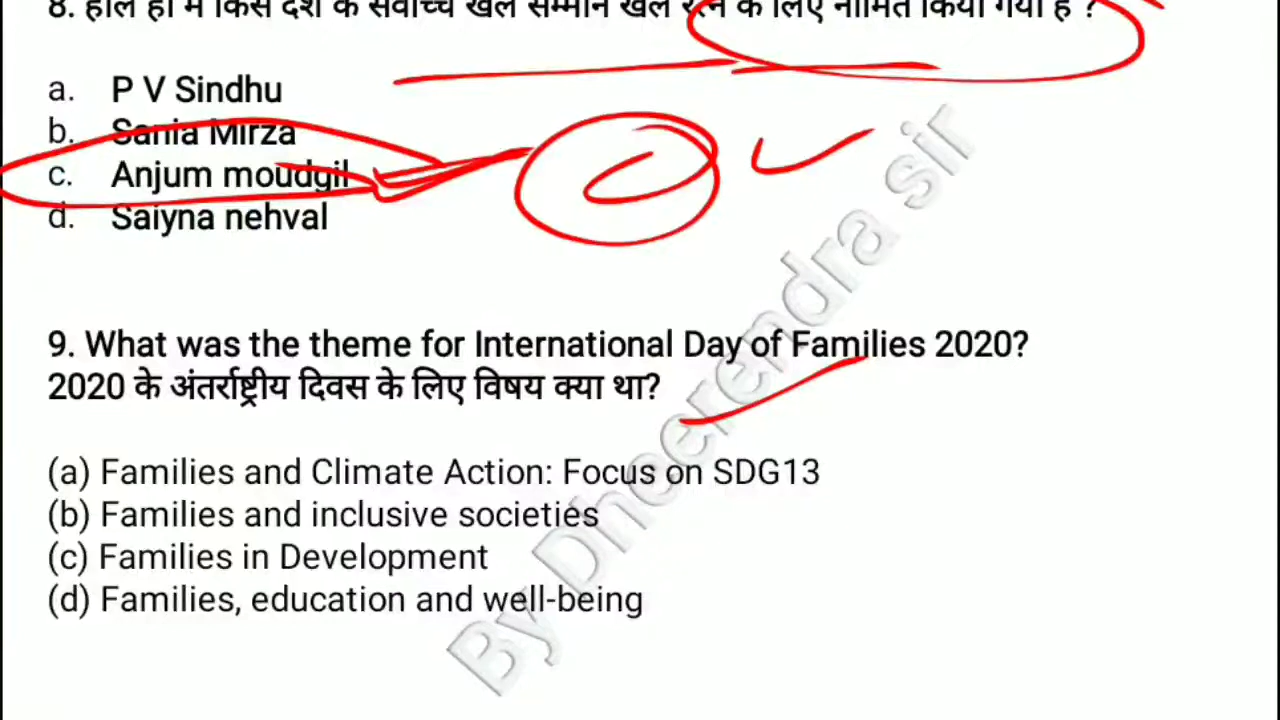 8. हाल ही में किसे देश के सर्वोच्च खेल सम्मान खेल रत्न के लिए नामित किया गया है ?
a. P V Sindhu
b. Sania Mirza
c. Anjum moudgil
d. Saiyna nehval
9. What was the theme for International Day of Families 2020?
2020 के अंतर्राष्ट्रीय दिवस के लिए विषय क्या था?
(a) Families and Climate Action: Focus on SDG13
(b) Families and inclusive societies
(c) Families in Development
(d) Families, education and well-being
By Dheerendra sir